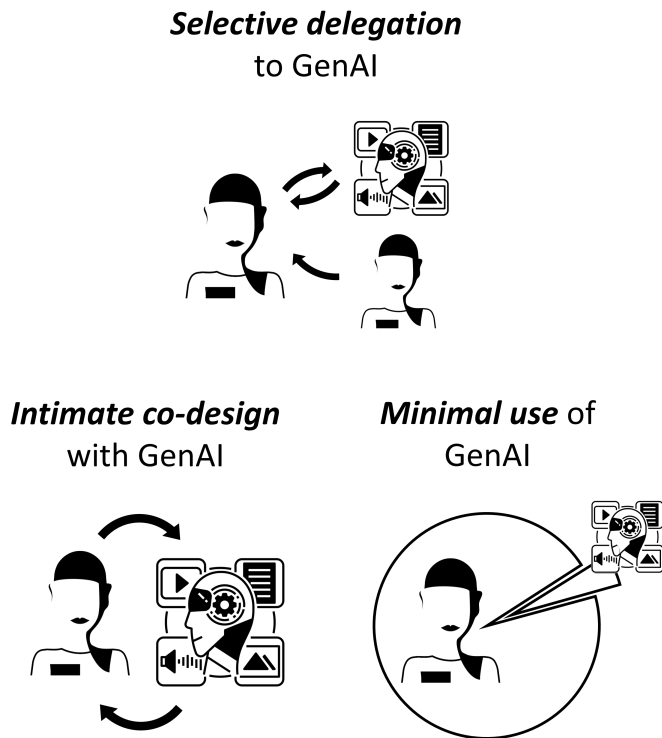 Selective delegation
to GenAI
Intimate co-design
with GenAI
Minimal use of
GenAI